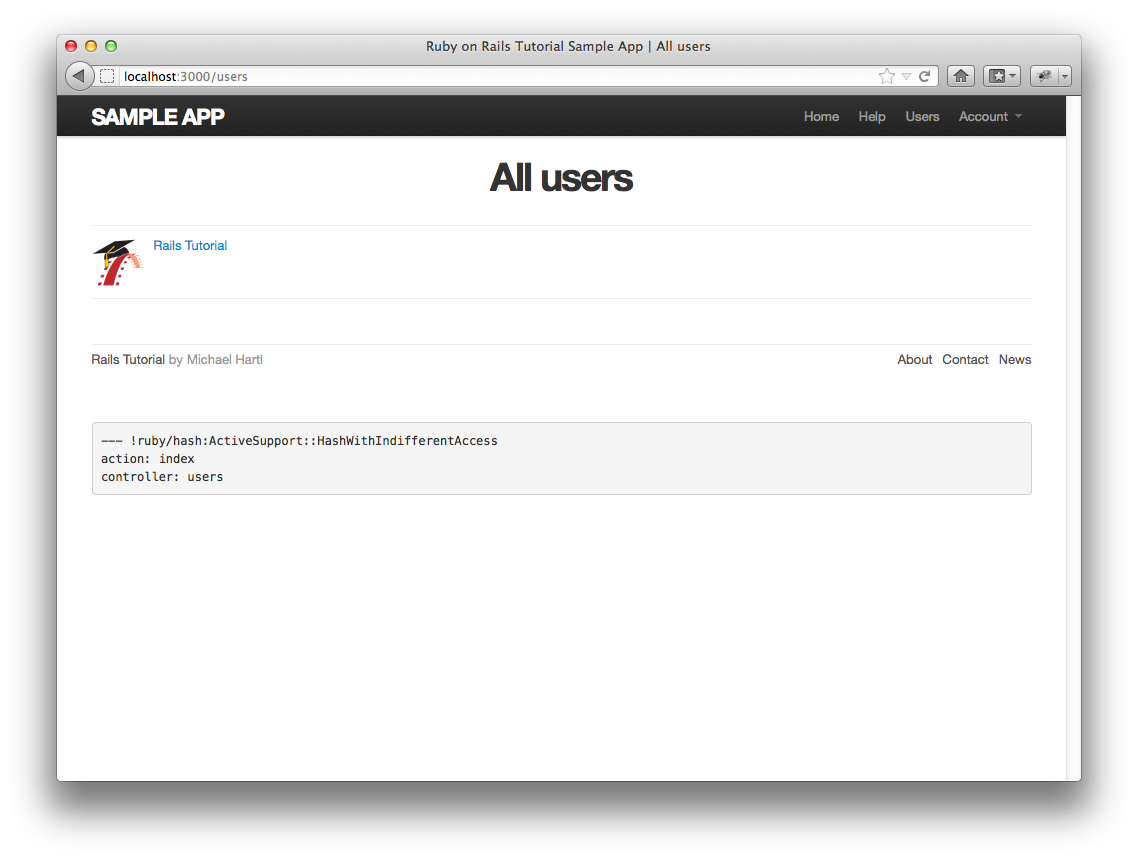 Ruby on Rails Tutorial Sample App | All users
localhost:3000/users
SAMPLE APP Home Help Users Account
All users
Rails Tutorial
Rails Tutorial by Michael Hartl About Contact News
--- !ruby/hash:ActiveSupport::HashWithIndifferentAccess
action: index
controller: users